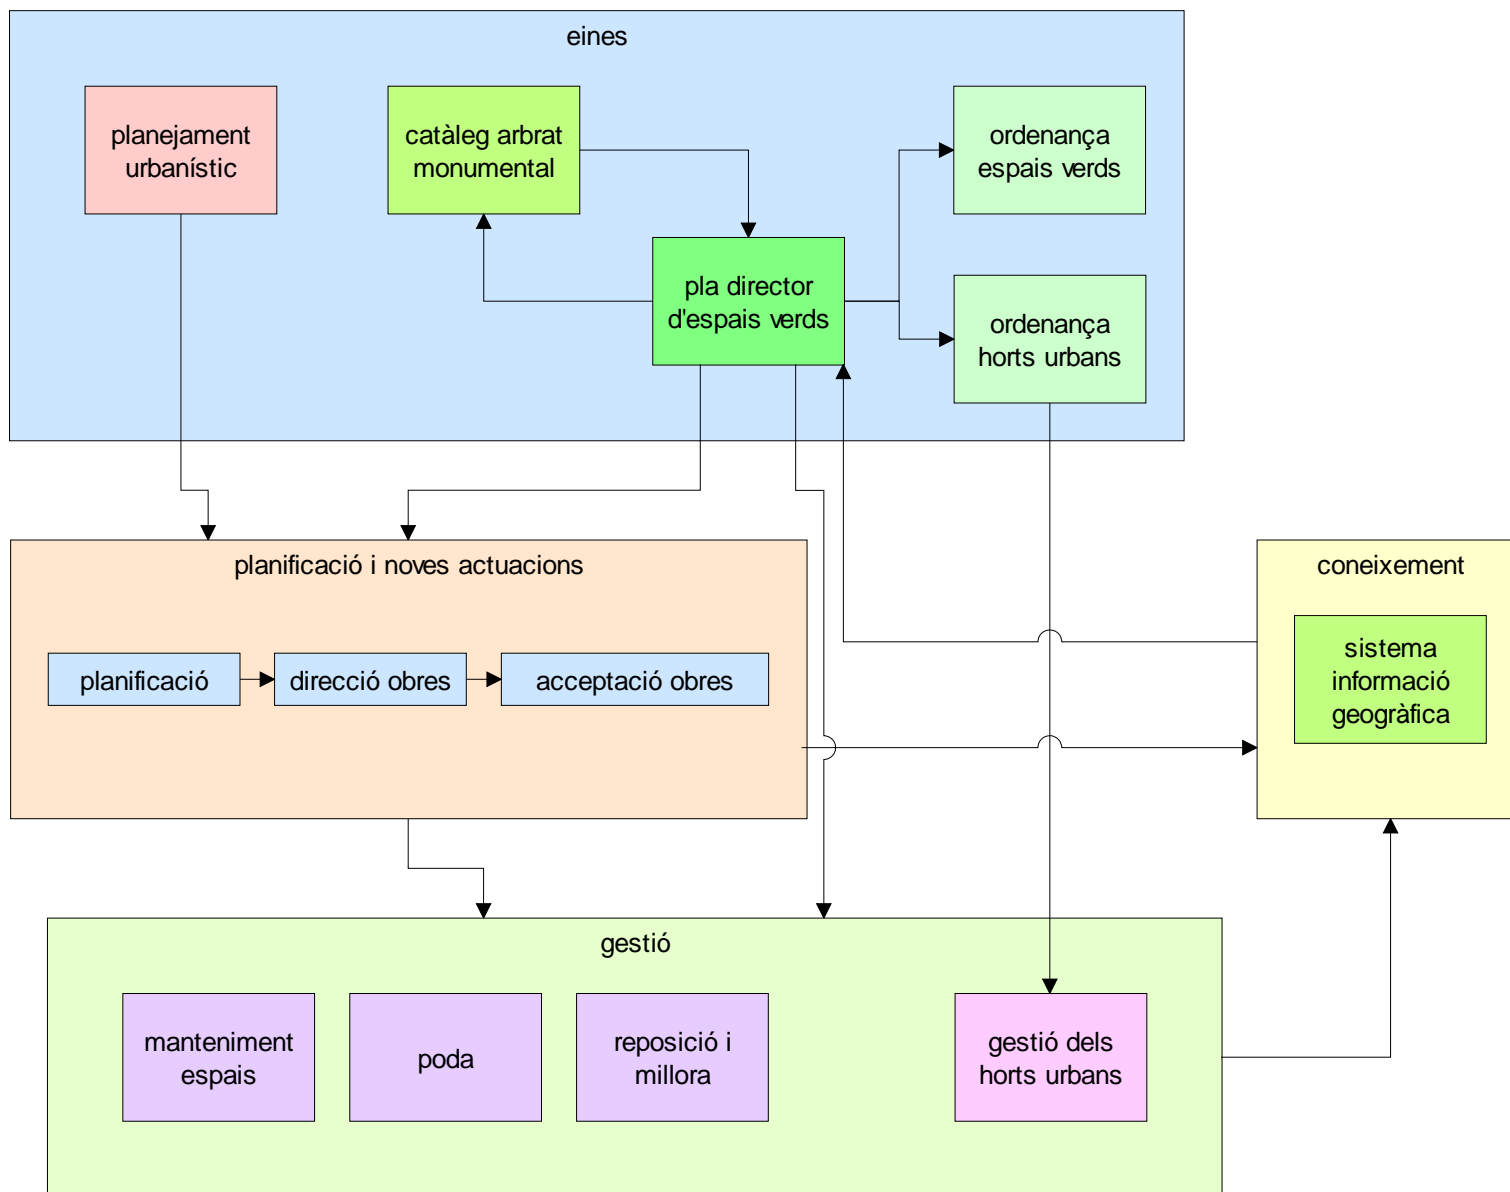 eines
planejament
urbanístic
catàleg arbrat
monumental
ordenança
espais verds
pla director
d'espais verds
ordenança
horts urbans
planificació i noves actuacions
planificació
direcció obres
acceptació obres
coneixement
sistema
informació
geogràfica
gestió
manteniment
espais
poda
reposició i
millora
gestió dels
horts urbans